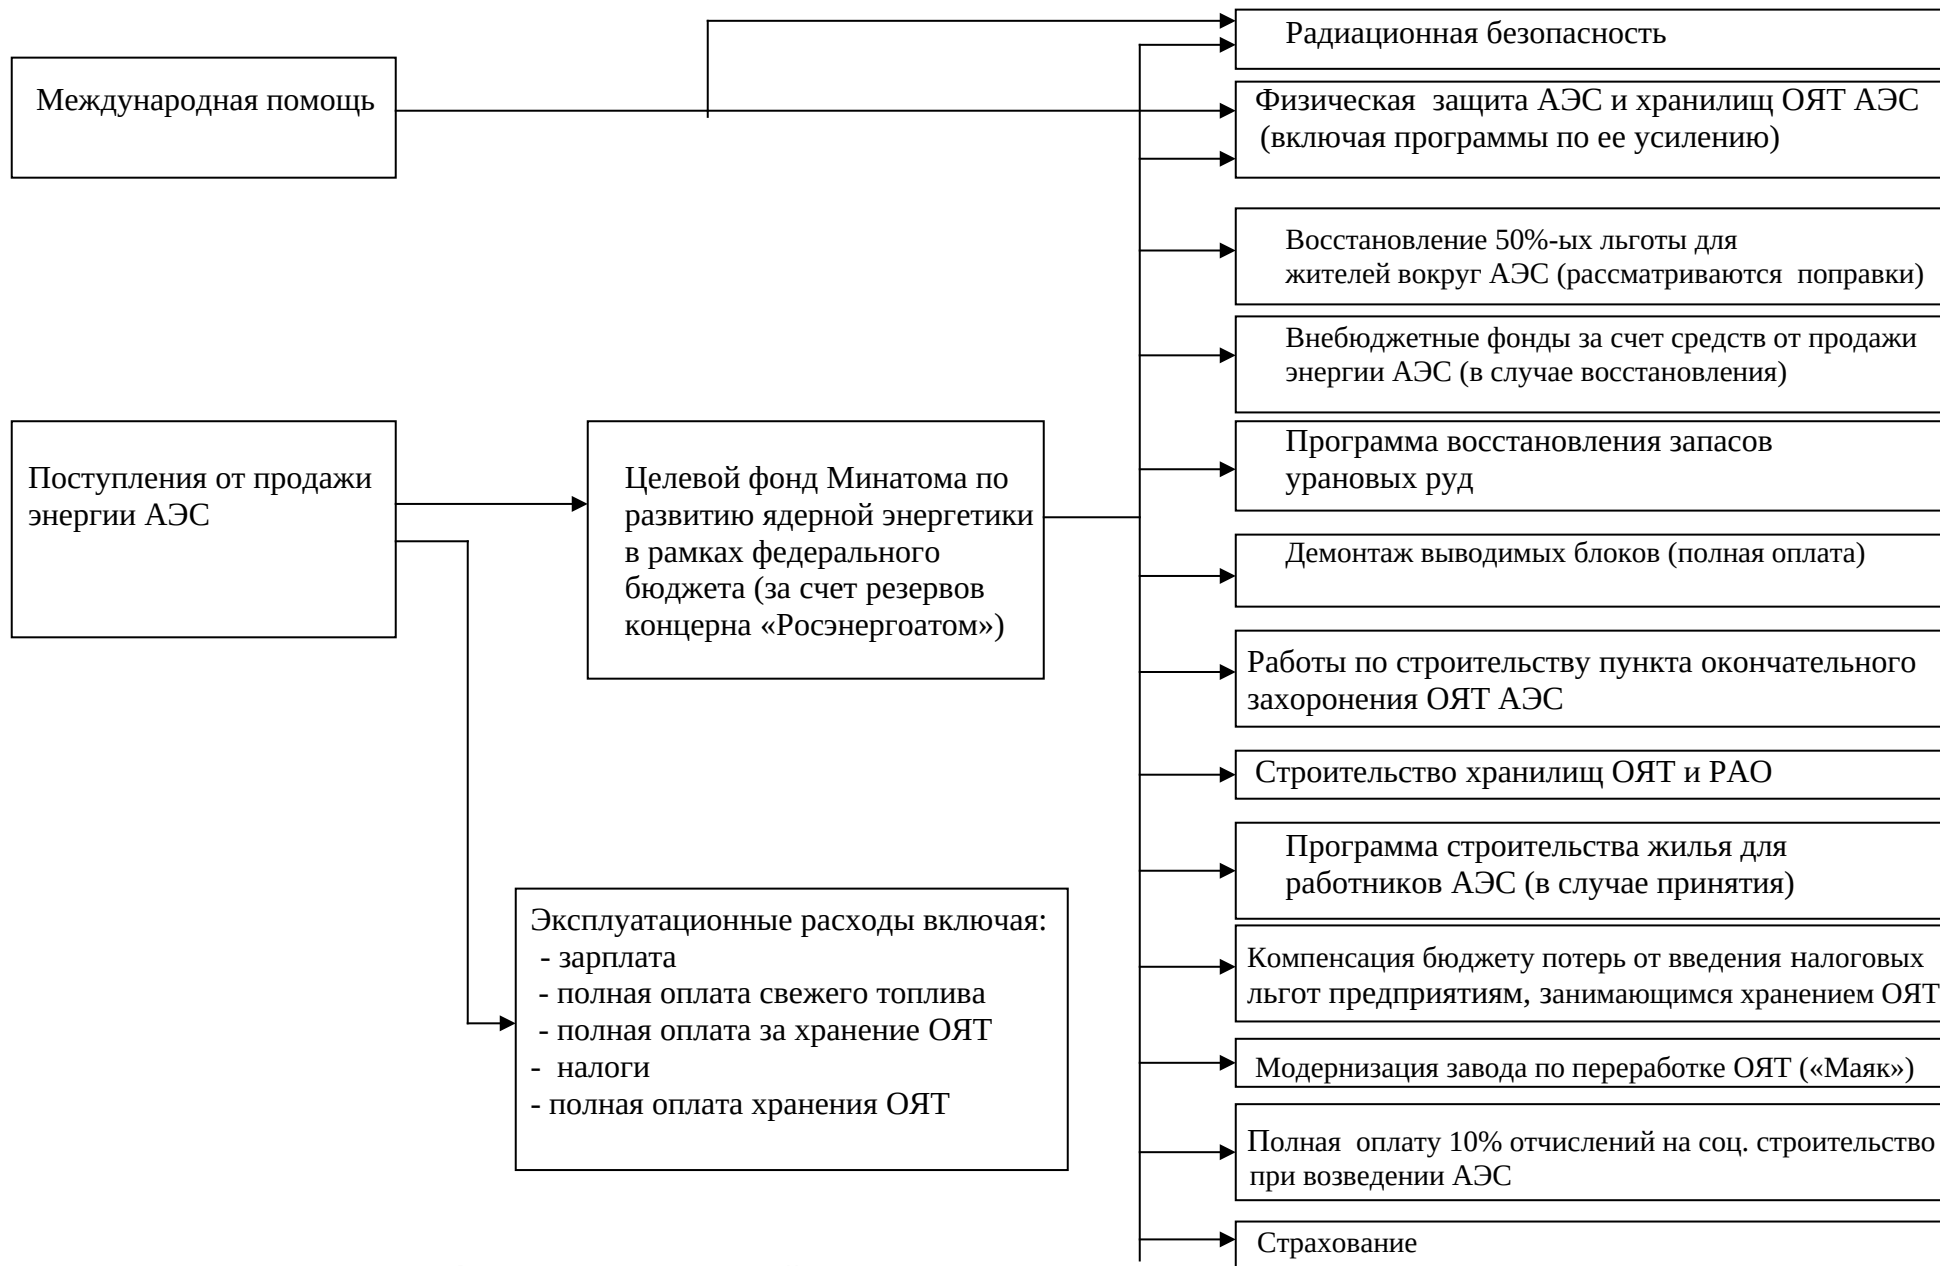 Международная помощь
Поступления от продажи
энергии АЭС
Целевой фонд Минатома по
развитию ядерной энергетики
в рамках федерального
бюджета (за счет резервов
концерна «Росэнергоатом»)
Эксплуатационные расходы включая:
- зарплата
- полная оплата свежего топлива
- полная оплата за хранение ОЯТ
- налоги
- полная оплата хранения ОЯТ
Радиационная безопасность
Физическая защита АЭС и хранилищ ОЯТ АЭС
(включая программы по ее усилению)
Восстановление 50%-ых льготы для
жителей вокруг АЭС (рассматриваются поправки)
Внебюджетные фонды за счет средств от продажи
энергии АЭС (в случае восстановления)
Программа восстановления запасов
урановых руд
Демонтаж выводимых блоков (полная оплата)
Работы по строительству пункта окончательного
захоронения ОЯТ АЭС
Строительство хранилищ ОЯТ и РАО
Программа строительства жилья для
работников АЭС (в случае принятия)
Компенсация бюджету потерь от введения налоговых
льгот предприятиям, занимающимся хранением ОЯТ
Модернизация завода по переработке ОЯТ («Маяк»)
Полная оплату 10% отчислений на соц. строительство
при возведении АЭС
Страхование